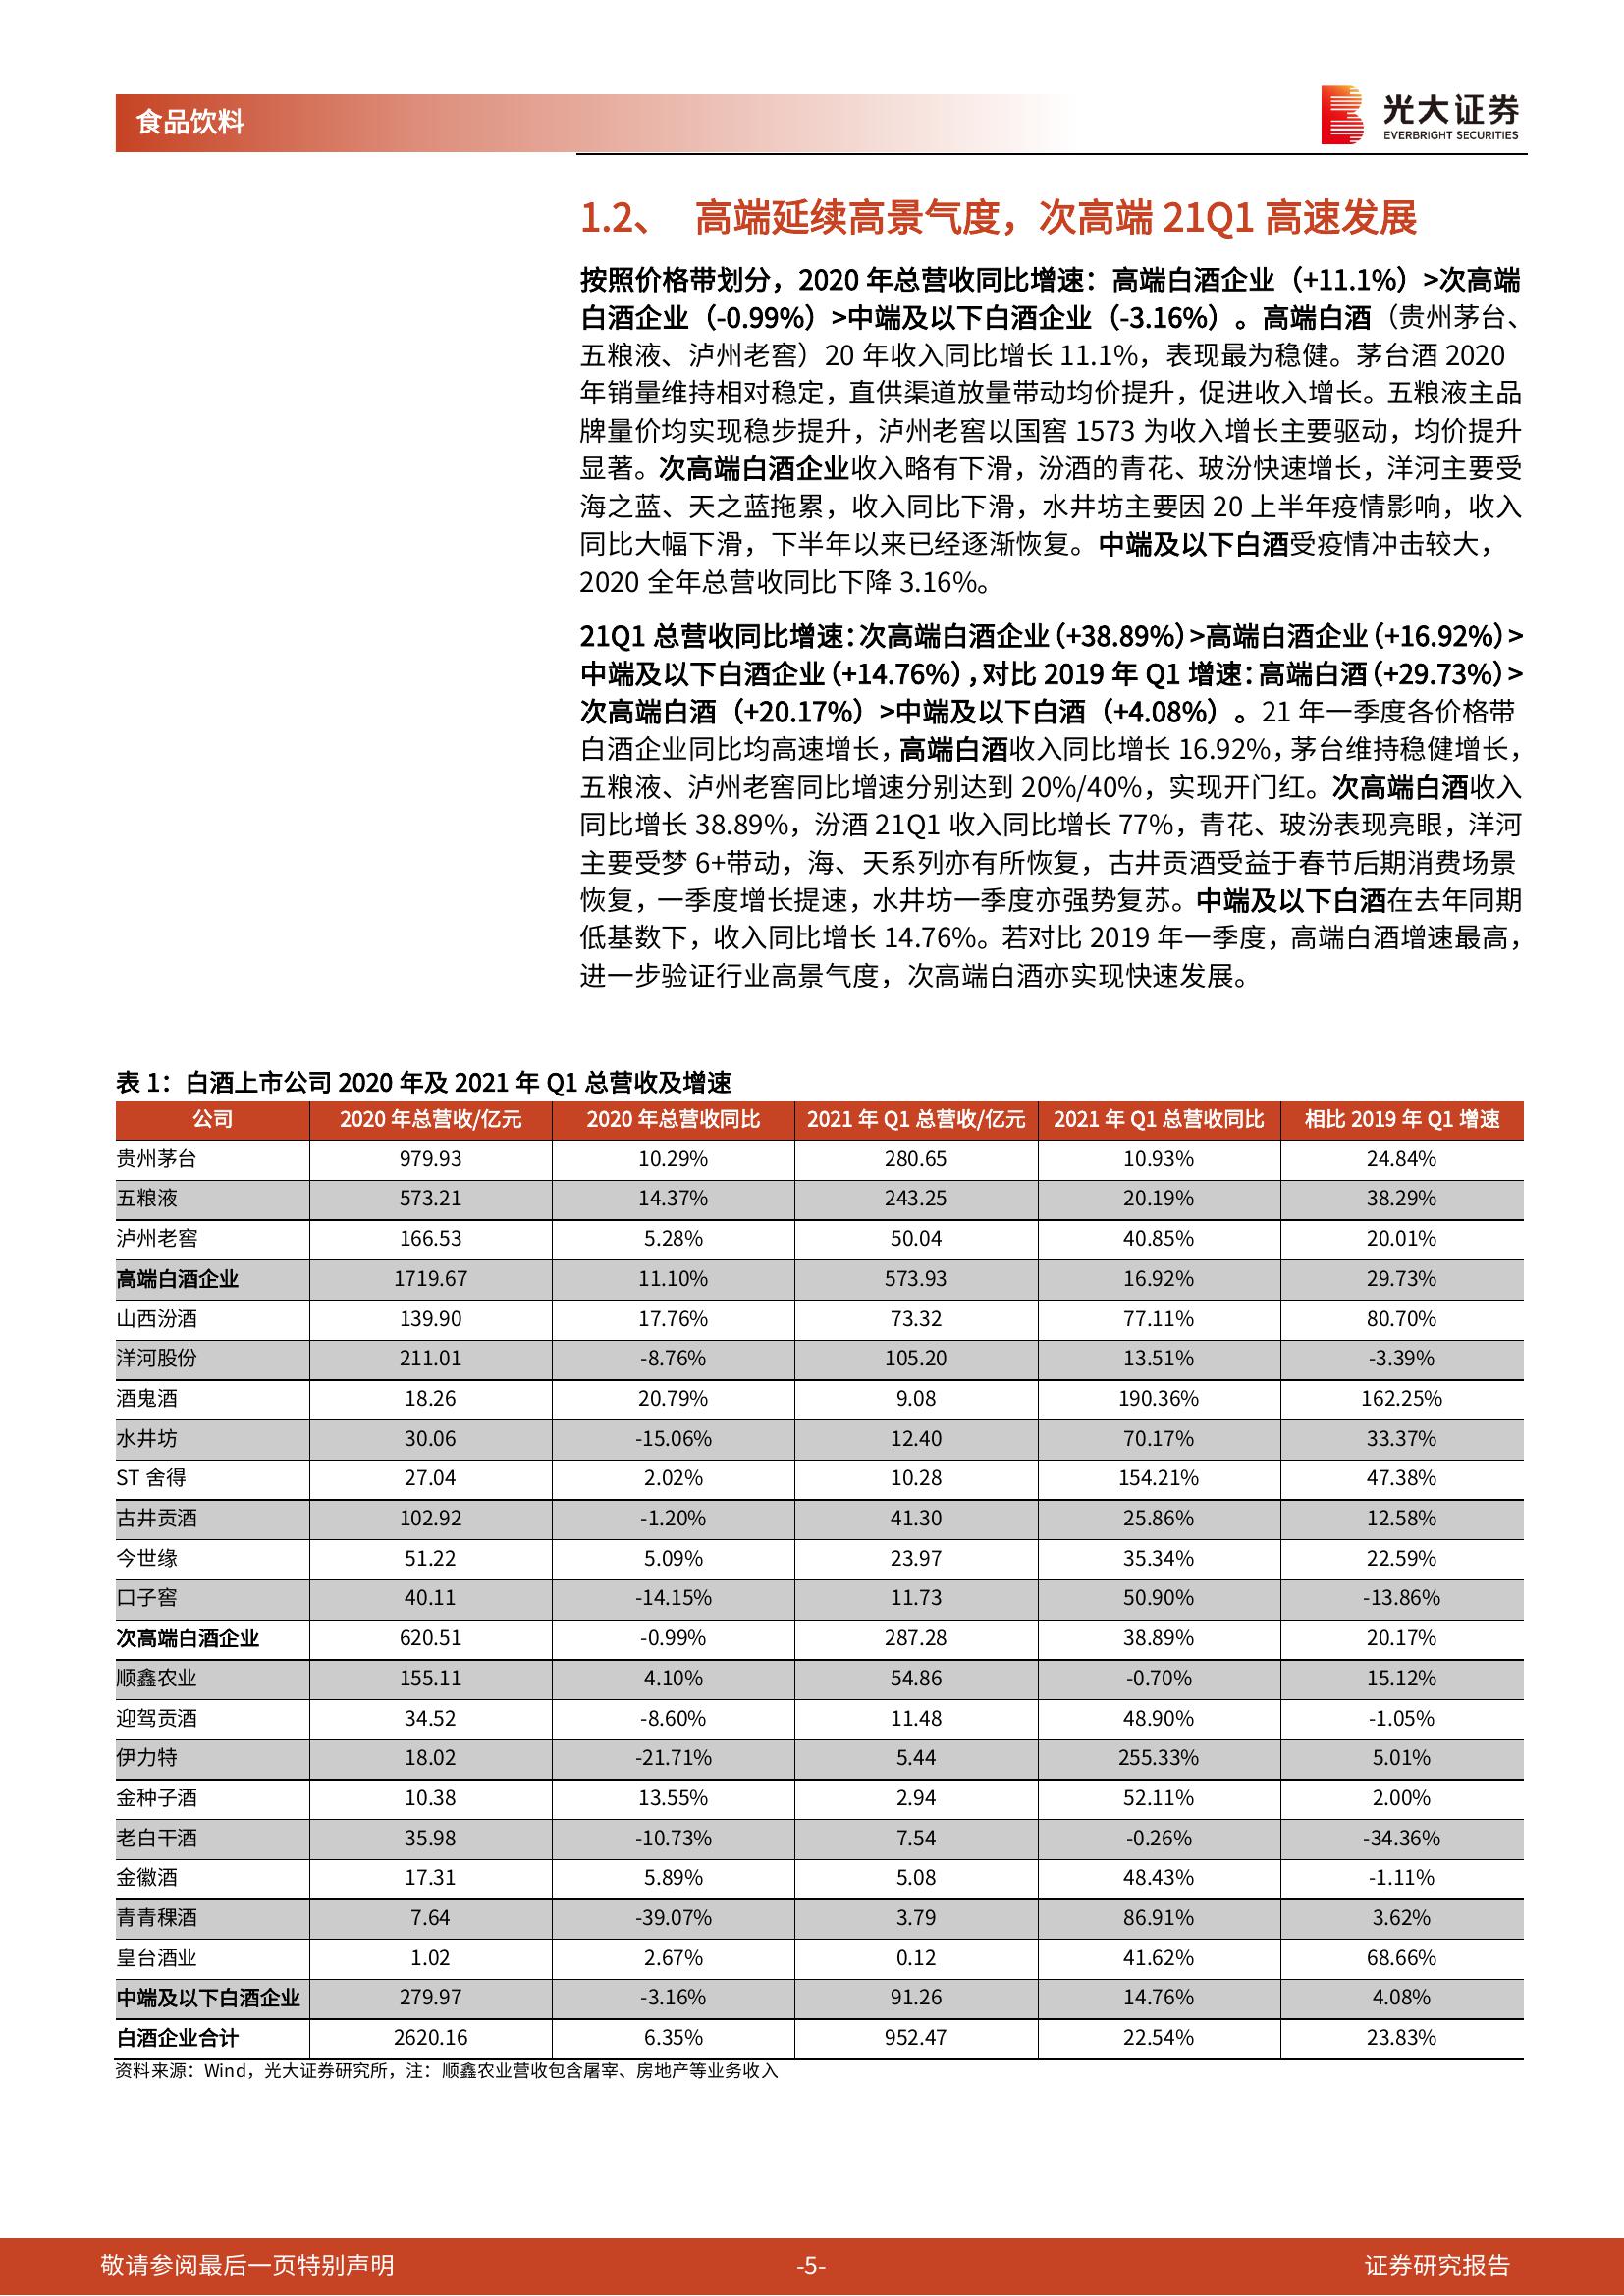 食品饮料
光大证券
EVERBRIGHT SECURITIES
1.2、 高端延续高景气度，次高端 21Q1 高速发展
按照价格带划分，2020 年总营收同比增速：高端白酒企业（+11.1%）>次高端
白酒企业（-0.99%）>中端及以下白酒企业（-3.16%）。高端白酒（贵州茅台、
五粮液、泸州老窖）20 年收入同比增长 11.1%，表现最为稳健。茅台酒 2020
年销量维持相对稳定，直供渠道放量带动均价提升，促进收入增长。五粮液主品
牌量价均实现稳步提升，泸州老窖以国窖 1573 为收入增长主要驱动，均价提升
显著。次高端白酒企业收入略有下滑，汾酒的青花、玻汾快速增长，洋河主要受
海之蓝、天之蓝拖累，收入同比下滑，水井坊主要因 20 上半年疫情影响，收入
同比大幅下滑，下半年以来已经逐渐恢复。中端及以下白酒受疫情冲击较大，
2020 全年总营收同比下降 3.16%。
21Q1 总营收同比增速：次高端白酒企业（+38.89%）>高端白酒企业（+16.92%）>
中端及以下白酒企业（+14.76%），对比 2019 年 Q1 增速：高端白酒（+29.73%）>
次高端白酒（+20.17%）>中端及以下白酒（+4.08%）。21 年一季度各价格带
白酒企业同比均高速增长，高端白酒收入同比增长 16.92%，茅台维持稳健增长，
五粮液、泸州老窖同比增速分别达到 20%/40%，实现开门红。次高端白酒收入
同比增长 38.89%，汾酒 21Q1 收入同比增长 77%，青花、玻汾表现亮眼，洋河
主要受梦 6+带动，海、天系列亦有所恢复，古井贡酒受益于春节后期消费场景
恢复，一季度增长提速，水井坊一季度亦强势复苏。中端及以下白酒在去年同期
低基数下，收入同比增长 14.76%。若对比 2019 年一季度，高端白酒增速最高，
进一步验证行业高景气度，次高端白酒亦实现快速发展。
表 1：白酒上市公司 2020 年及 2021 年 Q1 总营收及增速
公司 2020 年总营收/亿元 2020 年总营收同比 2021 年 Q1 总营收/亿元 2021 年 Q1 总营收同比 相比 2019 年 Q1 增速
贵州茅台 979.93 10.29% 280.65 10.93% 24.84%
五粮液 573.21 14.37% 243.25 20.19% 38.29%
泸州老窖 166.53 5.28% 50.04 40.85% 20.01%
高端白酒企业 1719.67 11.10% 573.93 16.92% 29.73%
山西汾酒 139.90 17.76% 73.32 77.11% 80.70%
洋河股份 211.01 -8.76% 105.20 13.51% -3.39%
酒鬼酒 18.26 20.79% 9.08 190.36% 162.25%
水井坊 30.06 -15.06% 12.40 70.17% 33.37%
ST 舍得 27.04 2.02% 10.28 154.21% 47.38%
古井贡酒 102.92 -1.20% 41.30 25.86% 12.58%
今世缘 51.22 5.09% 23.97 35.34% 22.59%
口子窖 40.11 -14.15% 11.73 50.90% -13.86%
次高端白酒企业 620.51 -0.99% 287.28 38.89% 20.17%
顺鑫农业 155.11 4.10% 54.86 -0.70% 15.12%
迎驾贡酒 34.52 -8.60% 11.48 48.90% -1.05%
伊力特 18.02 -21.71% 5.44 255.33% 5.01%
金种子酒 10.38 13.55% 2.94 52.11% 2.00%
老白干酒 35.98 -10.73% 7.54 -0.26% -34.36%
金徽酒 17.31 5.89% 5.08 48.43% -1.11%
青青稞酒 7.64 -39.07% 3.79 86.91% 3.62%
皇台酒业 1.02 2.67% 0.12 41.62% 68.66%
中端及以下白酒企业 279.97 -3.16% 91.26 14.76% 4.08%
白酒企业合计 2620.16 6.35% 952.47 22.54% 23.83%
资料来源：Wind，光大证券研究所，注：顺鑫农业营收包含屠宰、房地产等业务收入
敬请参阅最后一页特别声明 -5- 证券研究报告